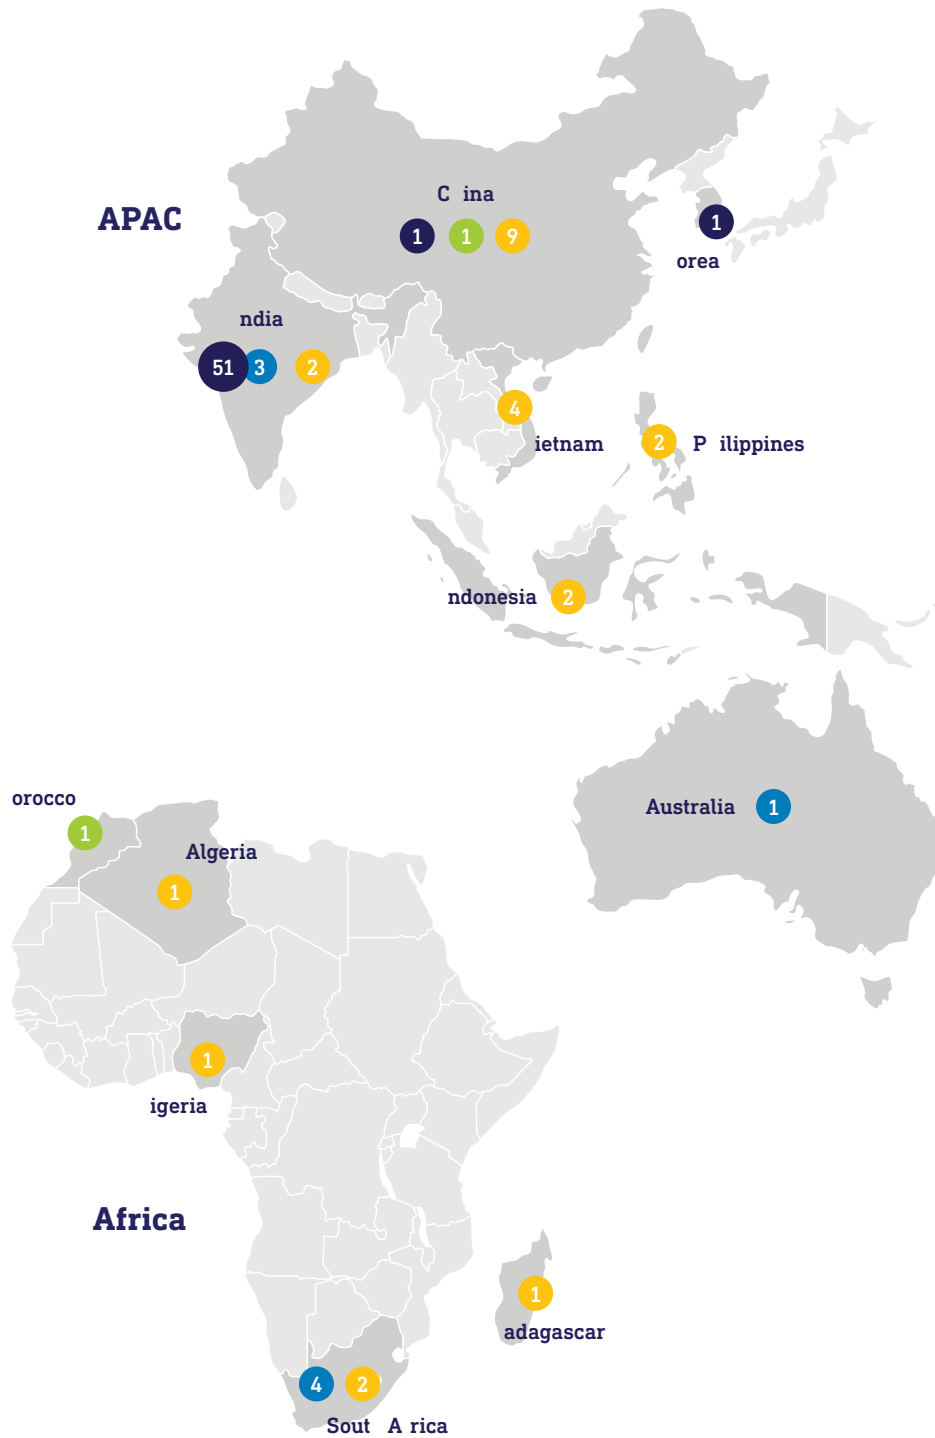 C ina
APAC
1 1 9
1
orea
ndia
51 3 2
4
ietnam
2 P ilippines
ndonesia 2
orocco
1
Australia 1
Algeria
1
1
igeria
Africa
1
adagascar
4 2
Sout A rica